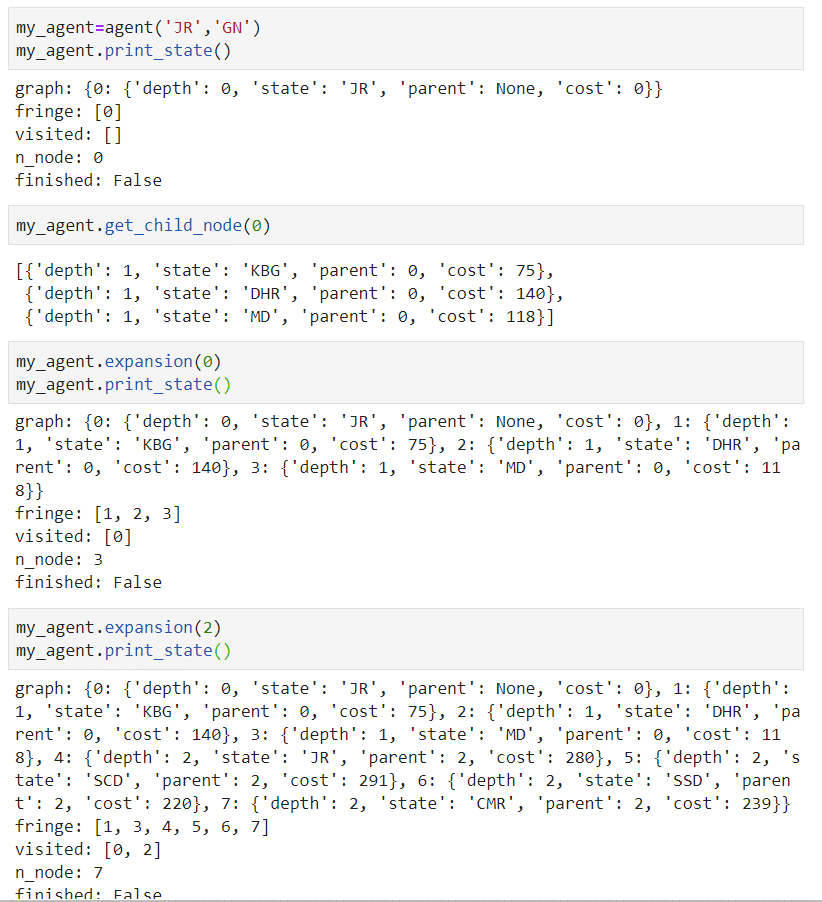 my_agent=agent('JR','GN')
my_agent.print_state()
graph: {0: {'depth': 0, 'state': 'JR', 'parent': None, 'cost': 0}}
fringe: [0]
visited: []
n_node: 0
finished: False
my_agent.get_child_node(0)
[{'depth': 1, 'state': 'KBG', 'parent': 0, 'cost': 75},
 {'depth': 1, 'state': 'DHR', 'parent': 0, 'cost': 140},
 {'depth': 1, 'state': 'MD', 'parent': 0, 'cost': 118}]
my_agent.expansion(0)
my_agent.print_state()
graph: {0: {'depth': 0, 'state': 'JR', 'parent': None, 'cost': 0}, 1: {'depth':
1, 'state': 'KBG', 'parent': 0, 'cost': 75}, 2: {'depth': 1, 'state': 'DHR', 'pa
rent': 0, 'cost': 140}, 3: {'depth': 1, 'state': 'MD', 'parent': 0, 'cost': 11
8}}
fringe: [1, 2, 3]
visited: [0]
n_node: 3
finished: False
my_agent.expansion(2)
my_agent.print_state()
graph: {0: {'depth': 0, 'state': 'JR', 'parent': None, 'cost': 0}, 1: {'depth':
1, 'state': 'KBG', 'parent': 0, 'cost': 75}, 2: {'depth': 1, 'state': 'DHR', 'pa
rent': 0, 'cost': 140}, 3: {'depth': 1, 'state': 'MD', 'parent': 0, 'cost': 11
8}, 4: {'depth': 2, 'state': 'JR', 'parent': 2, 'cost': 280}, 5: {'depth': 2, 's
tate': 'SCD', 'parent': 2, 'cost': 291}, 6: {'depth': 2, 'state': 'SSD', 'paren
t': 2, 'cost': 220}, 7: {'depth': 2, 'state': 'CMR', 'parent': 2, 'cost': 239}}
fringe: [1, 3, 4, 5, 6, 7]
visited: [0, 2]
n_node: 7
finished: False